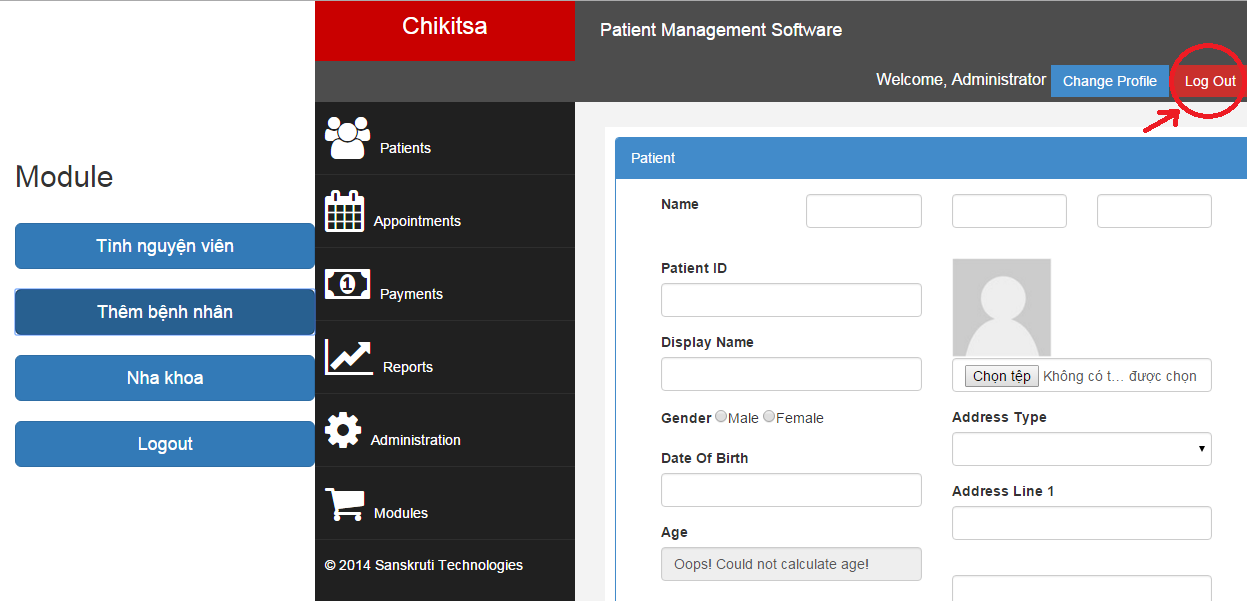 Module
Tình nguyện viên
Thêm bệnh nhân
Nha khoa
Logout
Chikitsa
Patient Management Software
Welcome, Administrator Change Profile Log Out
Patients
Appointments
1
Payments
Reports
Administration
Modules
© 2014 Sanskruti Technologies
Patient
Name
Patient ID
Display Name
Gender Male Female
Date Of Birth
Age
Oops! Could not calculate age!
Chọn tệp Không có t... được chọn
Address Type
Address Line 1